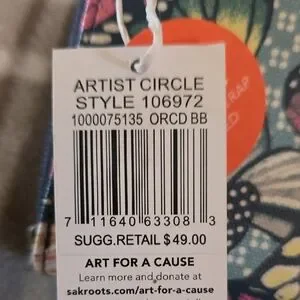 ARTIST CIRCLE
STYLE 106972
1000075135 ORCD BB
7 11640 63308 3
SUGG.RETAIL $49.00
ART FOR A CAUSE
Learn more and donate at
sakroots.com/art-for-a-cause